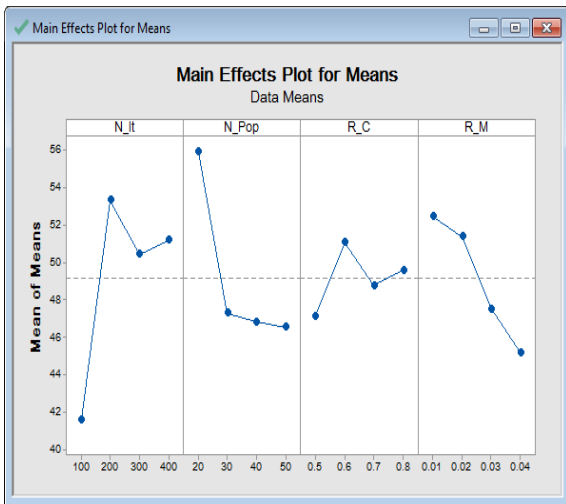 Main Effects Plot for Means
Main Effects Plot for Means
Data Means
N_It N_Pop R_C R_M
Mean of Means
56
54
52
50
48
46
44
42
40
100 200 300 400 20 30 40 50 0.5 0.6 0.7 0.8 0.01 0.02 0.03 0.04